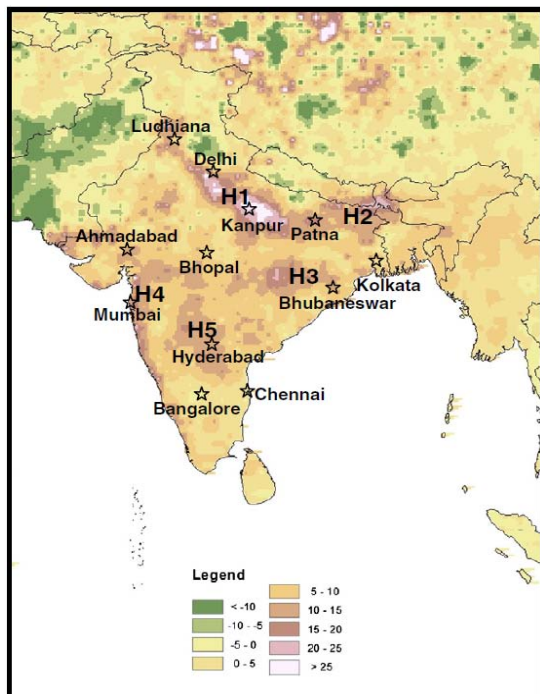 Ludhiana
Delhi
H1
Kanpur
Patna
H2
Ahmadabad
Bhopal
Kolkata
H3
Bhubaneswar
H4
Mumbai
H5
Hyderabad
Bangalore
Chennai
Legend
< -10
-10 - -5
-5 - 0
0 - 5
5 - 10
10 - 15
15 - 20
20 - 25
> 25